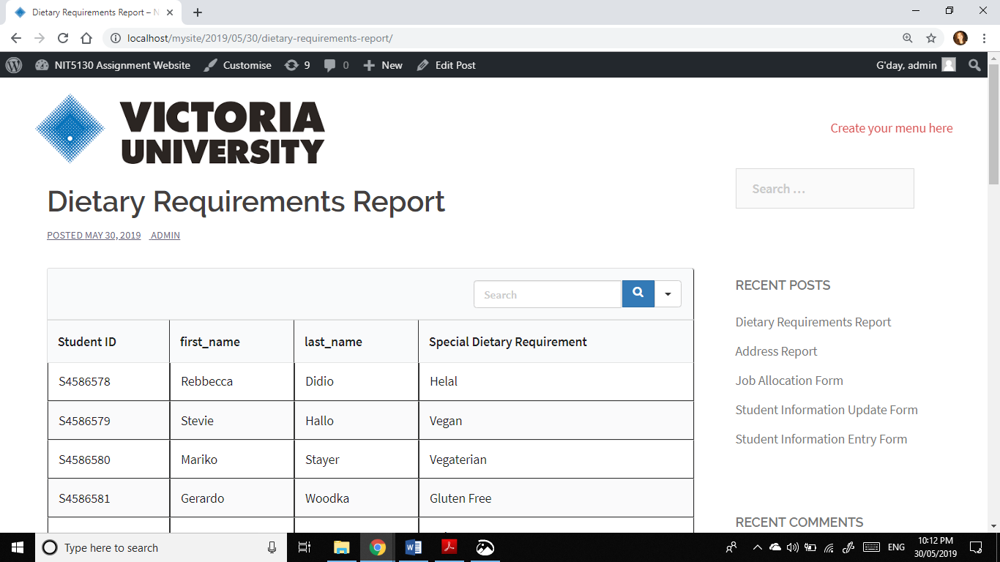 Dietary Requirements Report – N
localhost/mysite/2019/05/30/dietary-requirements-report/
NIT5130 Assignment Website Customise 9 0 New Edit Post G'day, admin
VICTORIA
UNIVERSITY
Create your menu here
Dietary Requirements Report
POSTED MAY 30, 2019 ADMIN
Search
Student ID first_name last_name Special Dietary Requirement
S4586578 Rebbecca Didio Helal
S4586579 Stevie Hallo Vegan
S4586580 Mariko Stayer Vegaterian
S4586581 Gerardo Woodka Gluten Free
Search …
RECENT POSTS
Dietary Requirements Report
Address Report
Job Allocation Form
Student Information Update Form
Student Information Entry Form
RECENT COMMENTS
Type here to search
ENG
10:12 PM
30/05/2019